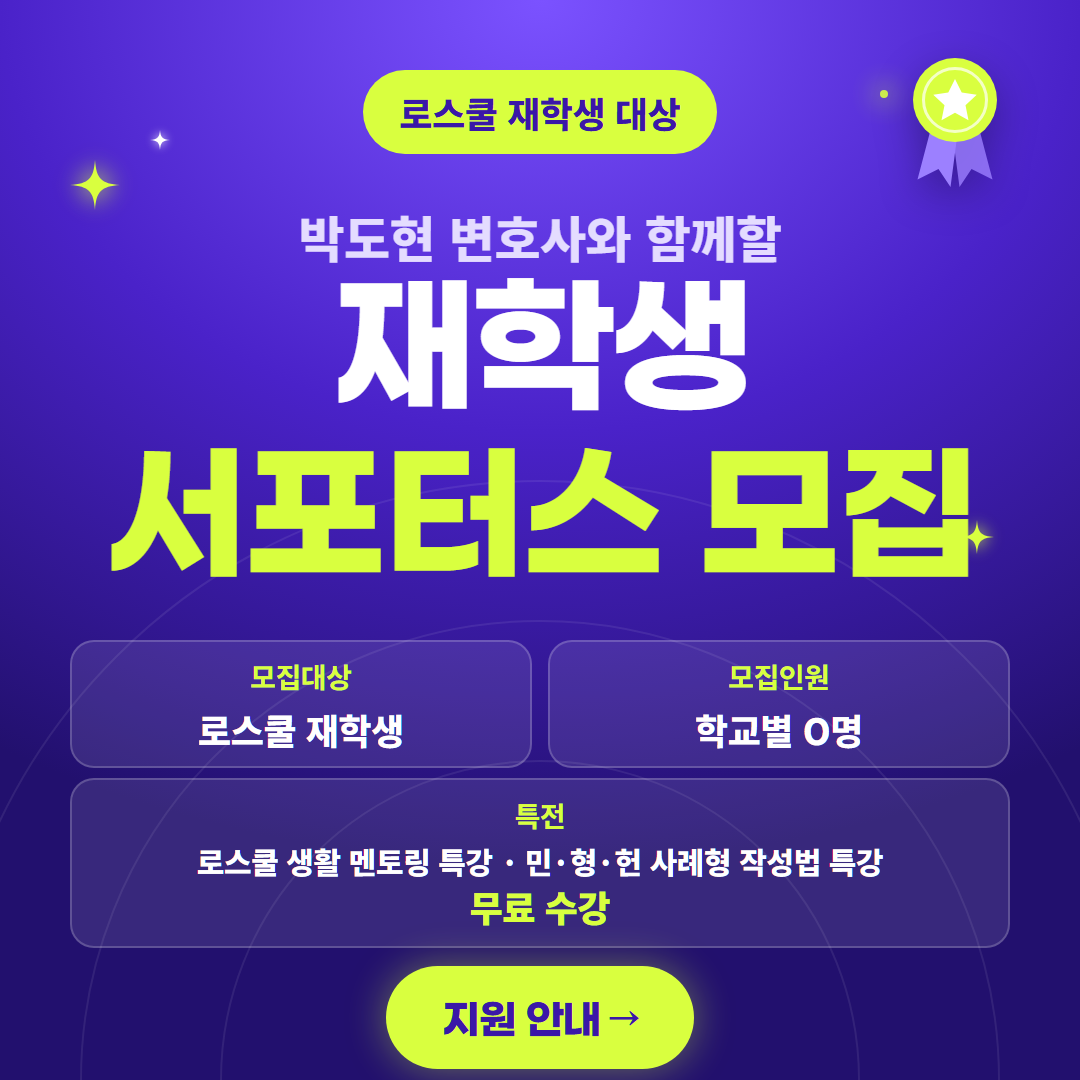 로스쿨 재학생 대상
박도현 변호사와 함께할
재학생
서포터스 모집
모집대상
로스쿨 재학생
모집인원
학교별 O명
특전
로스쿨 생활 멘토링 특강 · 민·형·헌 사례형 작성법 특강
무료 수강
지원 안내 →